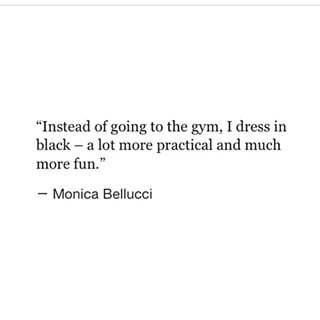 “Instead of going to the gym, I dress in
black – a lot more practical and much
more fun.”
— Monica Bellucci